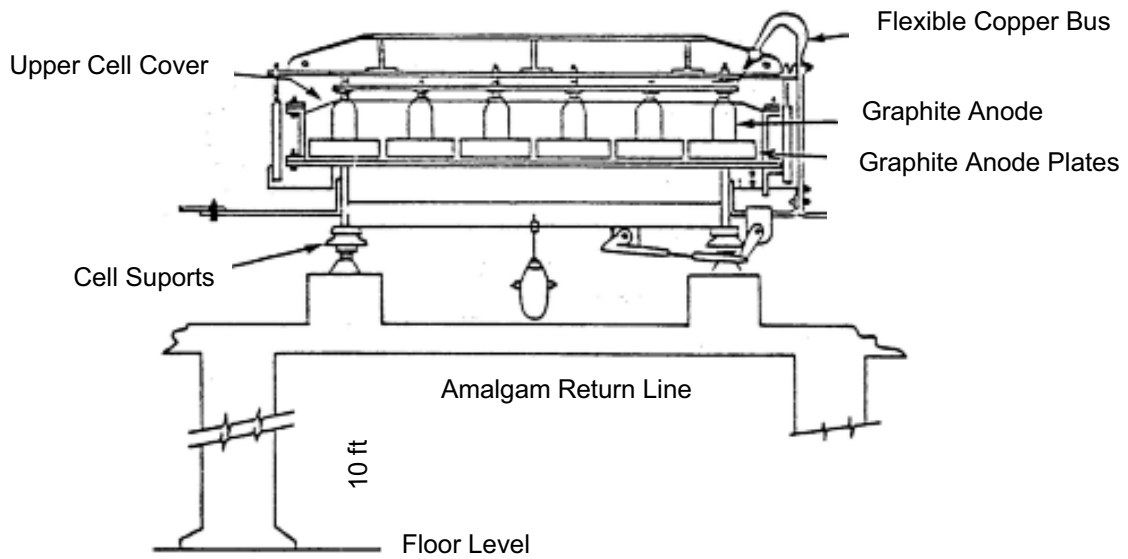 Flexible Copper Bus
Upper Cell Cover
Graphite Anode
Graphite Anode Plates
Cell Suports
Amalgam Return Line
10 ft
Floor Level